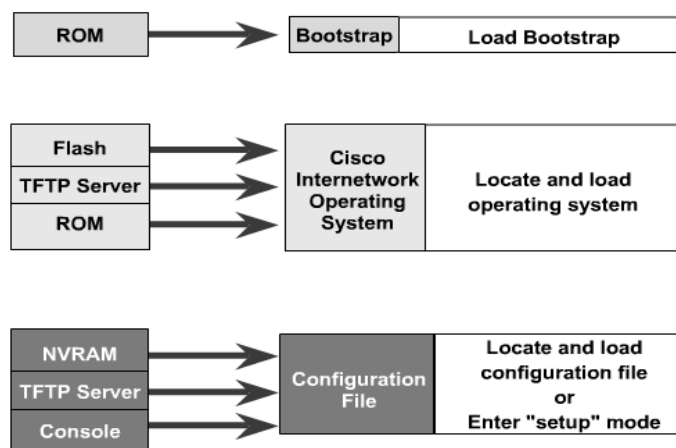 ROM
Bootstrap
Load Bootstrap
Flash
TFTP Server
ROM
Cisco
Internetwork
Operating
System
Locate and load
operating system
NVRAM
TFTP Server
Console
Configuration
File
Locate and load
configuration file
or
Enter "setup" mode